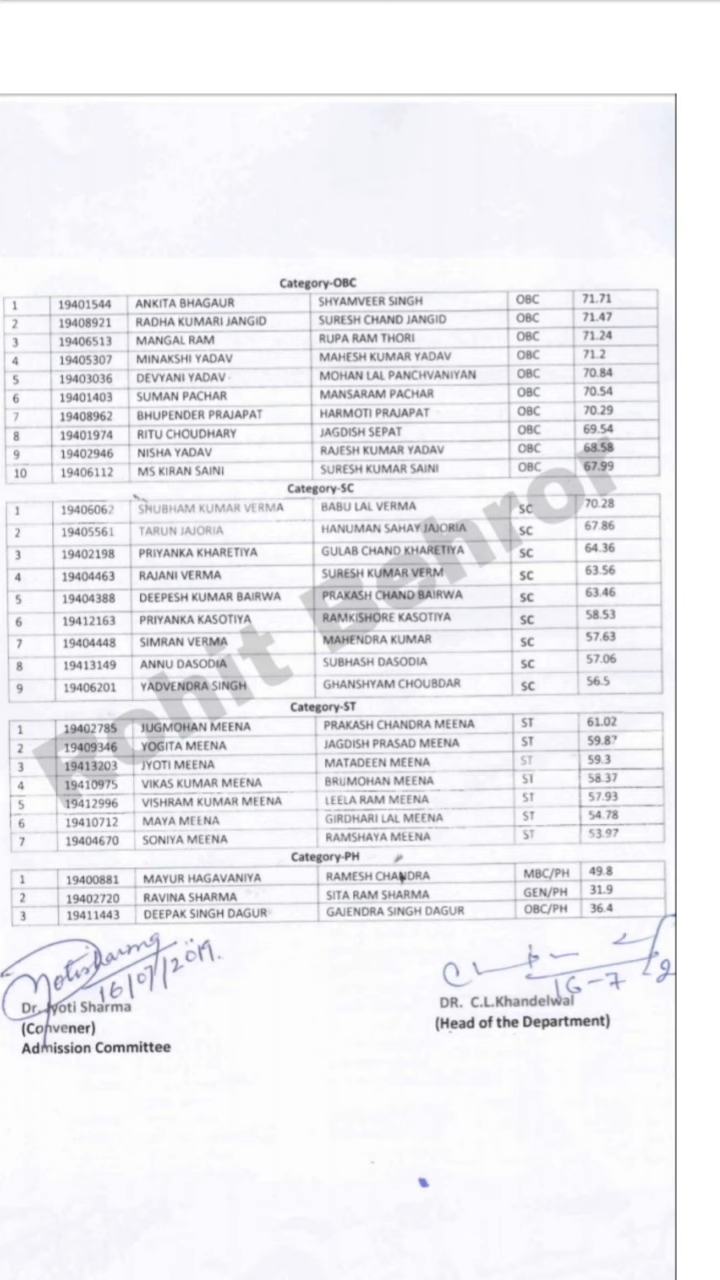 Category-OBC
1 19401544 ANKITA BHAGAUR SHYAMVEER SINGH OBC 71.71
2 19408921 RADHA KUMARI JANGID SURESH CHAND JANGID OBC 71.47
3 19406513 MANGAL RAM RUPA RAM THORI OBC 71.24
4 19405307 MINAKSHI YADAV MAHESH KUMAR YADAV OBC 71.2
5 19403036 DEVYANI YADAV MOHAN LAL PANCHVANIYAN OBC 70.84
6 19401403 SUMAN PACHAR MANSARAM PACHAR OBC 70.54
7 19408962 BHUPENDER PRAJAPAT HARMOTI PRAJAPAT OBC 70.29
8 19401974 RITU CHOUDHARY JAGDISH SEPAT OBC 69.54
9 19402946 NISHA YADAV RAJESH KUMAR YADAV OBC 68.58
10 19406112 MS KIRAN SAINI SURESH KUMAR SAINI OBC 67.99
Category-SC
1 19406062 SHUBHAM KUMAR VERMA BABU LAL VERMA SC 70.28
2 19405561 TARUN JAJORIA HANUMAN SAHAY JAJORIA SC 67.86
3 19402198 PRIYANKA KHARETIYA GULAB CHAND KHARETIYA SC 64.36
4 19404463 RAJANI VERMA SURESH KUMAR VERM SC 63.56
5 19404388 DEEPESH KUMAR BAIRWA PRAKASH CHAND BAIRWA SC 63.46
6 19412163 PRIYANKA KASOTIYA RAMKISHORE KASOTIYA SC 58.53
7 19404448 SIMRAN VERMA MAHENDRA KUMAR SC 57.63
8 19413149 ANNU DASODIA SUBHASH DASODIA SC 57.06
9 19406201 YADVENDRA SINGH GHANSHYAM CHOUBDAR SC 56.5
Category-ST
1 19402785 JUGMOHAN MEENA PRAKASH CHANDRA MEENA ST 61.02
2 19409346 YOGITA MEENA JAGDISH PRASAD MEENA ST 59.87
3 19413203 JYOTI MEENA MATADEEN MEENA ST 59.3
4 19410975 VIKAS KUMAR MEENA BRUMOHAN MEENA ST 58.37
5 19412996 VISHRAM KUMAR MEENA LEELA RAM MEENA ST 57.93
6 19410712 MAYA MEENA GIRDHARI LAL MEENA ST 54.78
7 19404670 SONIYA MEENA RAMSHAYA MEENA ST 53.97
Category-PH
1 19400881 MAYUR HAGAVANIYA RAMESH CHANDRA MBC/PH 49.8
2 19402720 RAVINA SHARMA SITA RAM SHARMA GEN/PH 31.9
3 19411443 DEEPAK SINGH DAGUR GAJENDRA SINGH DAGUR OBC/PH 36.4
Rohit Behror
Jyotisharma
16/07/2019.
16-7
Dr. Jyoti Sharma
(Convener)
Admission Committee
DR. C.L.Khandelwal
(Head of the Department)